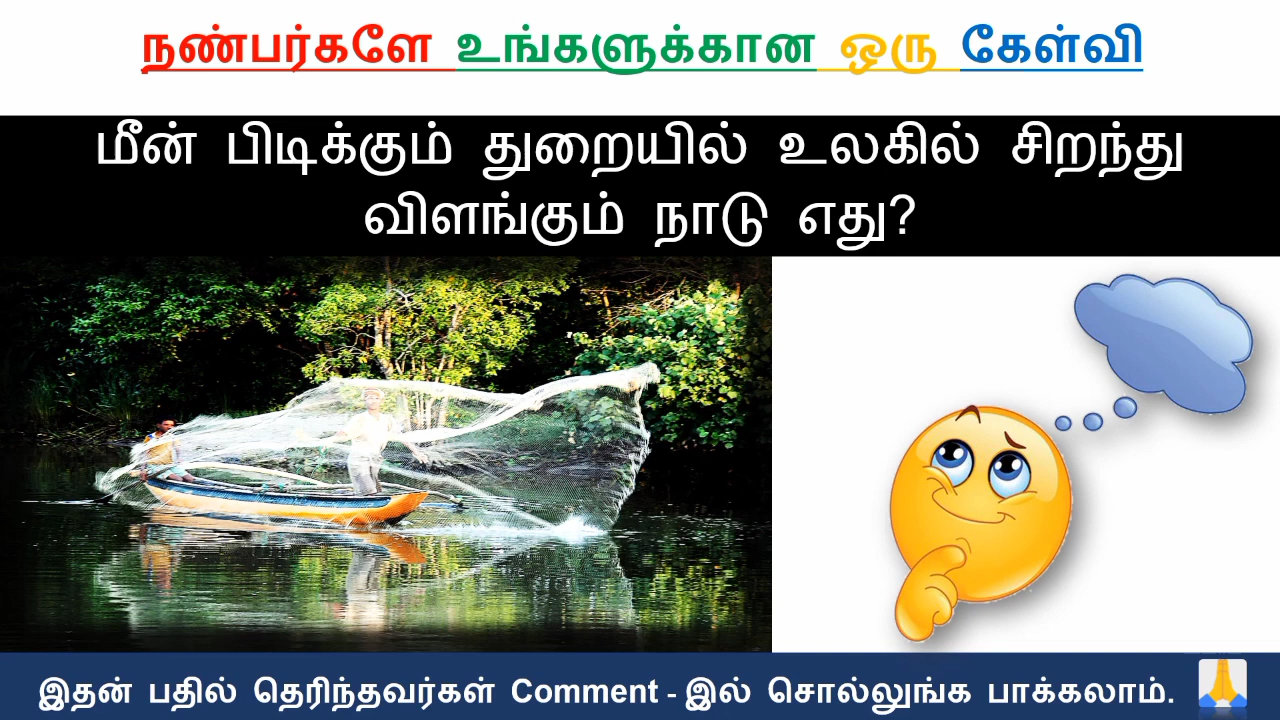 நண்பர்களே உங்களுக்கான ஒரு கேள்வி
மீன் பிடிக்கும் துறையில் உலகில் சிறந்து
விளங்கும் நாடு எது?
இதன் பதில் தெரிந்தவர்கள் Comment - இல் சொல்லுங்க பாக்கலாம்.